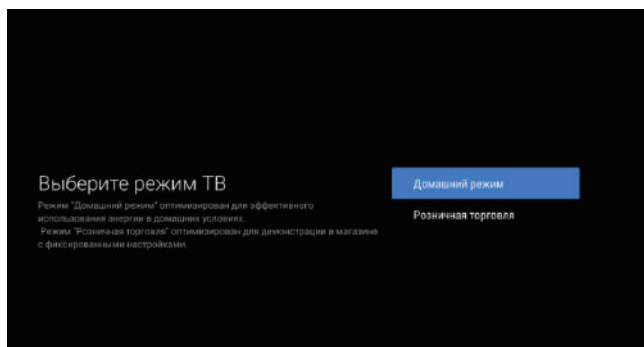 Выберите режим ТВ
Режим "Домашний режим" оптимизирован для эффективного
использования энергии в домашних условиях.
Режим "Розничная торговля" оптимизирован для демонстрации в магазине
с фиксированными настройками.
Домашний режим
Розничная торговля